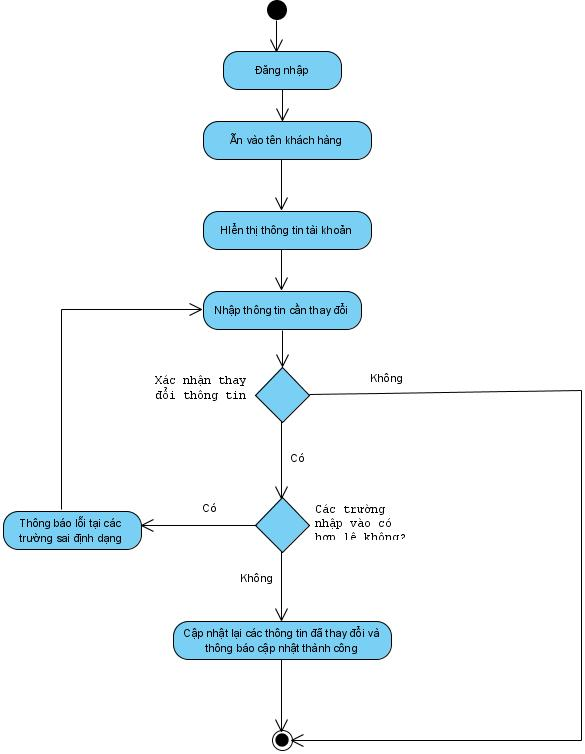 Đăng nhập
Ấn vào tên khách hàng
HIển thị thông tin tài khoản
Nhập thông tin cần thay đổi
Xác nhận thay
đổi thông tin
Không
Có
Các trường
nhập vào có
hợp lệ không?
Có
Thông báo lỗi tại các
trường sai định dạng
Không
Cập nhật lại các thông tin đã thay đổi và
thông báo cập nhật thành công